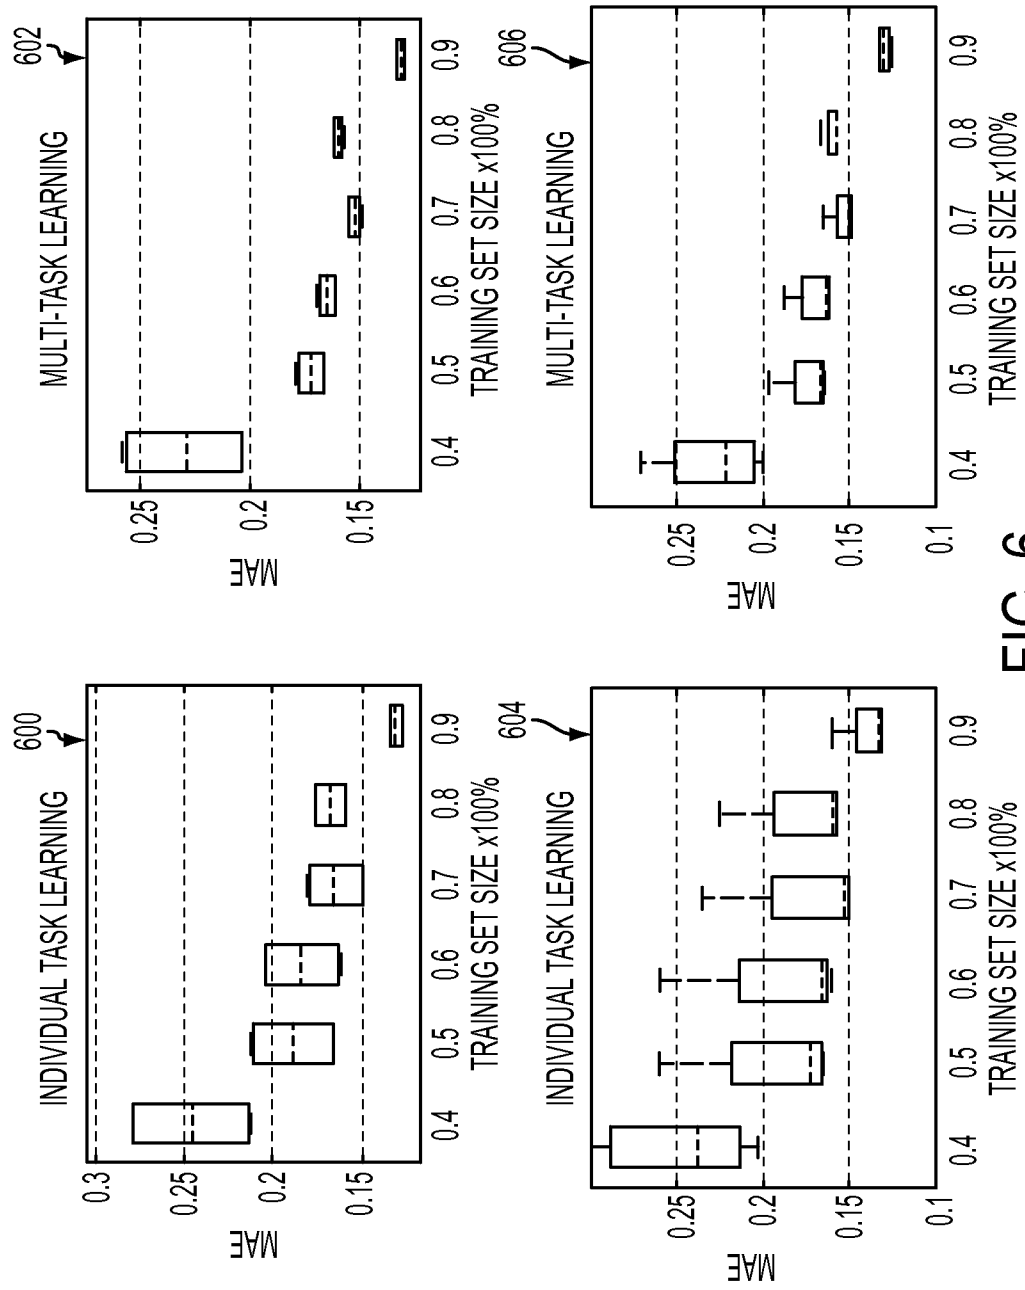 INDIVIDUAL TASK LEARNING
600
0.3
0.25
0.2
0.15
MAE
0.4 0.5 0.6 0.7 0.8 0.9
TRAINING SET SIZE x100%
MULTI-TASK LEARNING
602
0.25
0.2
0.15
MAE
0.4 0.5 0.6 0.7 0.8 0.9
TRAINING SET SIZE x100%
INDIVIDUAL TASK LEARNING
604
0.25
0.2
0.15
0.1
MAE
0.4 0.5 0.6 0.7 0.8 0.9
TRAINING SET SIZE x100%
MULTI-TASK LEARNING
606
0.25
0.2
0.15
0.1
MAE
0.4 0.5 0.6 0.7 0.8 0.9
TRAINING SET SIZE x100%
FIG. 6